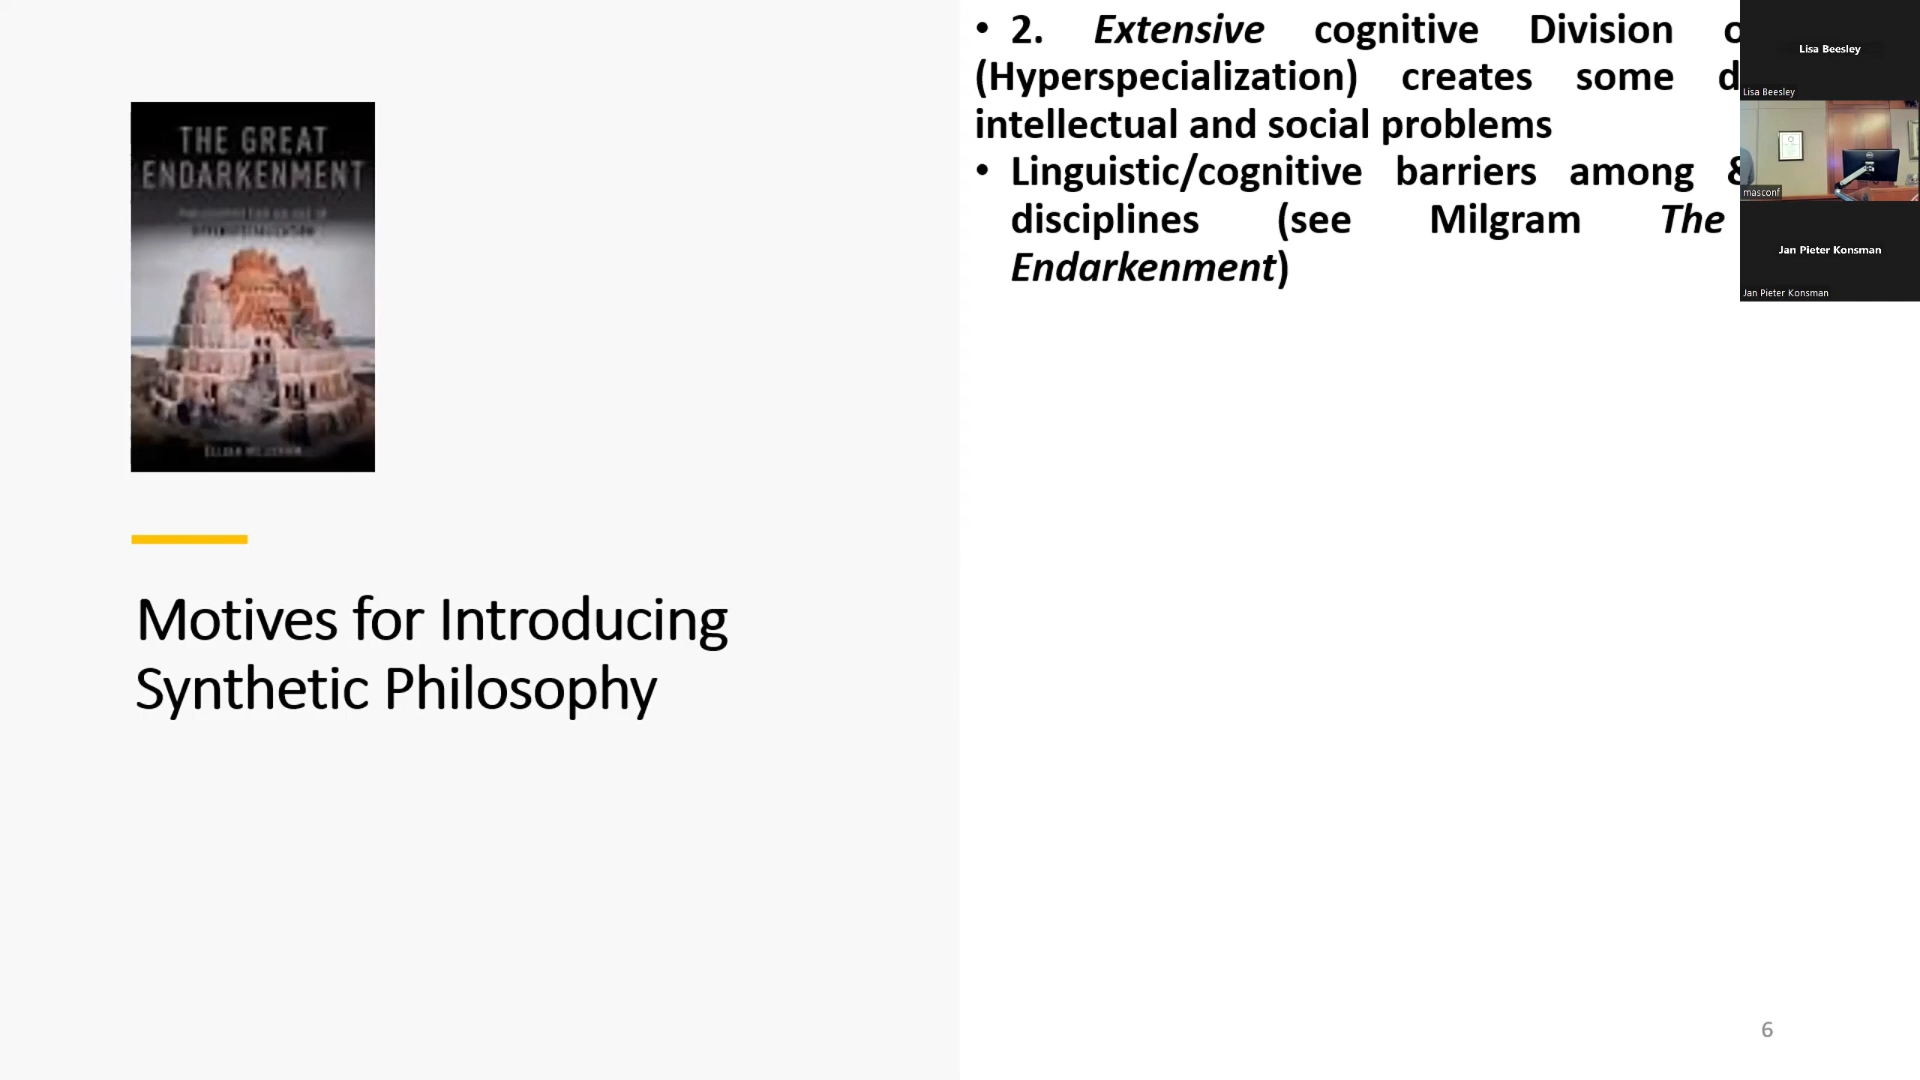 THE GREAT
ENDARKENMENT
Motives for Introducing
Synthetic Philosophy
• 2. Extensive cognitive Division
(Hyperspecialization) creates some
intellectual and social problems
• Linguistic/cognitive barriers among
disciplines (see Milgram The
Endarkenment)
Lisa Beesley
Lisa Beesley
masconf
Jan Pieter Konsman
Jan Pieter Konsman
6